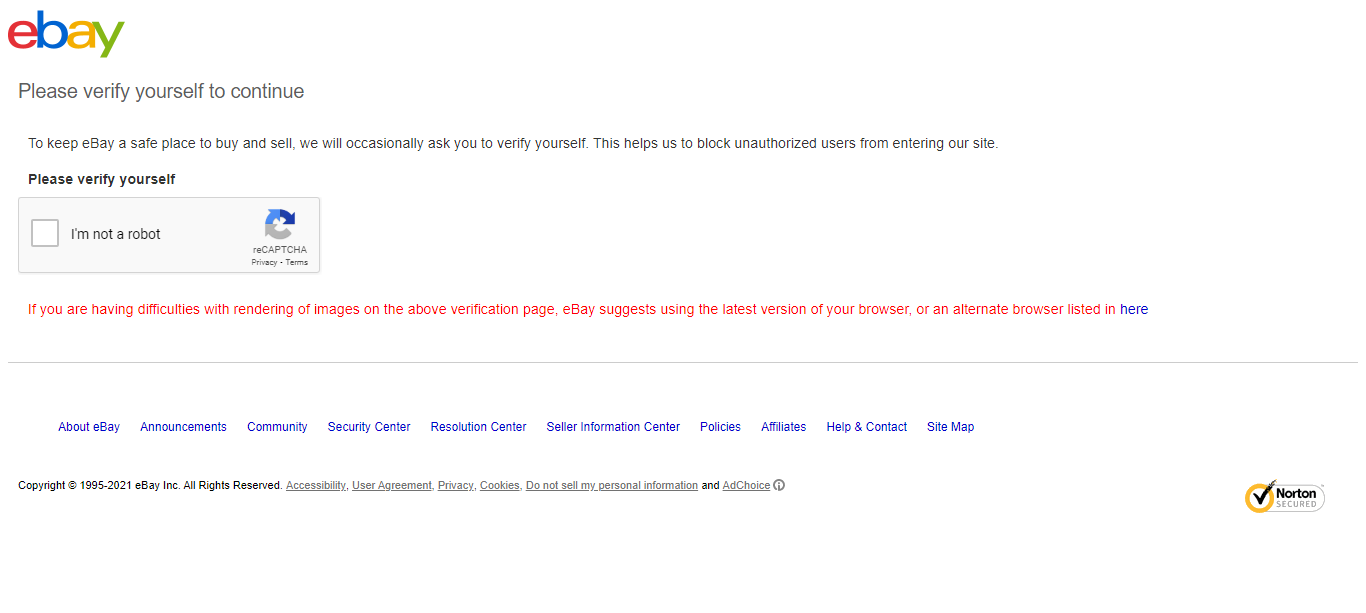 ebay
Please verify yourself to continue
To keep eBay a safe place to buy and sell, we will occasionally ask you to verify yourself. This helps us to block unauthorized users from entering our site.
Please verify yourself
I'm not a robot
reCAPTCHA
Privacy - Terms
If you are having difficulties with rendering of images on the above verification page, eBay suggests using the latest version of your browser, or an alternate browser listed in here
About eBay Announcements Community Security Center Resolution Center Seller Information Center Policies Affiliates Help & Contact Site Map
Copyright © 1995-2021 eBay Inc. All Rights Reserved. Accessibility, User Agreement, Privacy, Cookies, Do not sell my personal information and AdChoice
Norton
SECURED